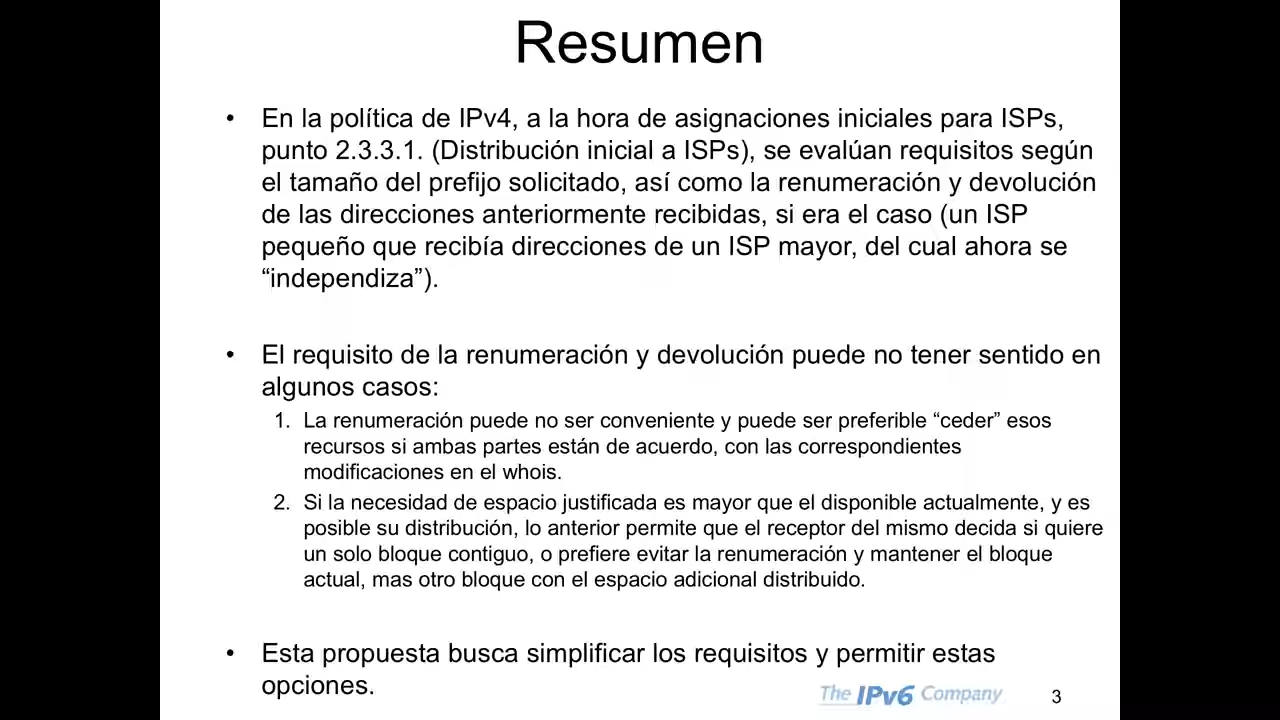 Resumen
• En la política de IPv4, a la hora de asignaciones iniciales para ISPs,
punto 2.3.3.1. (Distribución inicial a ISPs), se evalúan requisitos según
el tamaño del prefijo solicitado, así como la renumeración y devolución
de las direcciones anteriormente recibidas, si era el caso (un ISP
pequeño que recibía direcciones de un ISP mayor, del cual ahora se
“independiza”).
• El requisito de la renumeración y devolución puede no tener sentido en
algunos casos:
1. La renumeración puede no ser conveniente y puede ser preferible “ceder” esos
recursos si ambas partes están de acuerdo, con las correspondientes
modificaciones en el whois.
2. Si la necesidad de espacio justificada es mayor que el disponible actualmente, y es
posible su distribución, lo anterior permite que el receptor del mismo decida si quiere
un solo bloque contiguo, o prefiere evitar la renumeración y mantener el bloque
actual, mas otro bloque con el espacio adicional distribuido.
• Esta propuesta busca simplificar los requisitos y permitir estas
opciones.
The IPv6 Company
3